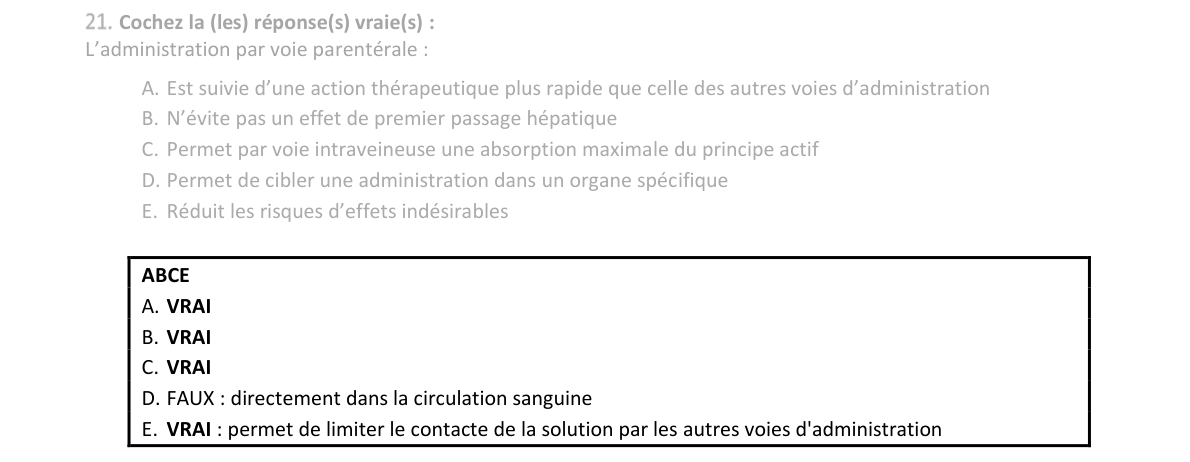 21. Cochez la (les) réponse(s) vraie(s) :
L’administration par voie parentérale :
A. Est suivie d’une action thérapeutique plus rapide que celle des autres voies d’administration
B. N’évite pas un effet de premier passage hépatique
C. Permet par voie intraveineuse une absorption maximale du principe actif
D. Permet de cibler une administration dans un organe spécifique
E. Réduit les risques d’effets indésirables
ABCE
A. VRAI
B. VRAI
C. VRAI
D. FAUX : directement dans la circulation sanguine
E. VRAI : permet de limiter le contacte de la solution par les autres voies d'administration